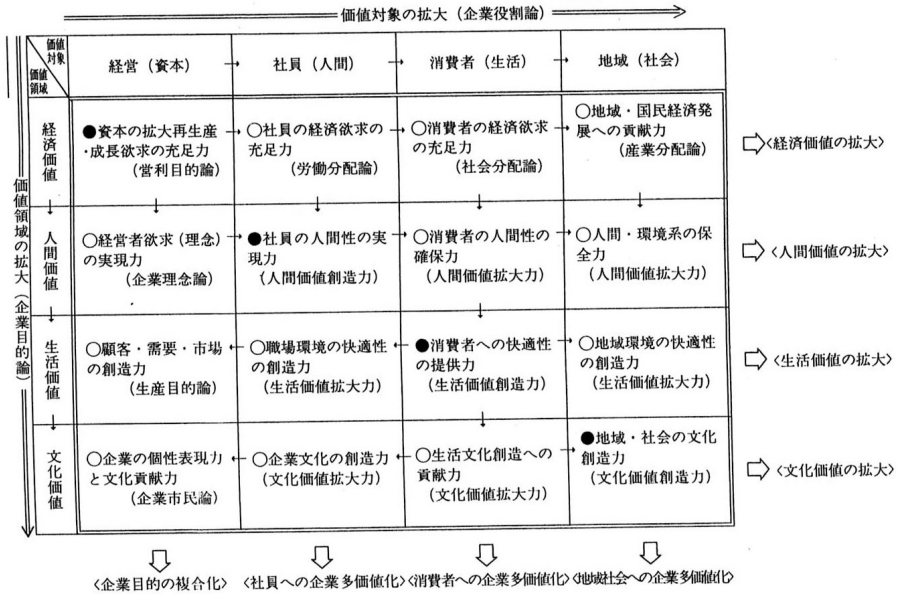 価値対象の拡大（企業役割論）
価値対象
価値領域
経営（資本）
社員（人間）
消費者（生活）
地域（社会）
価値領域の拡大（企業目的論）
経済価値
●資本の拡大再生産
・成長欲求の充足力
（営利目的論）
○社員の経済欲求の
充足力
（労働分配論）
○消費者の経済欲求
の充足力
（社会分配論）
○地域・国民経済発
展への貢献力
（産業分配論）
〈経済価値の拡大〉
人間価値
○経営者欲求（理念）
の実現力
（企業理念論）
●社員の人間性の実
現力
（人間価値創造力）
○消費者の人間性の
確保力
（人間価値拡大力）
○人間・環境系の保
全力
（人間価値拡大力）
〈人間価値の拡大〉
生活価値
○顧客・需要・市場
の創造力
（生産目的論）
○職場環境の快適性
の創造力
（生活価値拡大力）
●消費者への快適性
の提供力
（生活価値創造力）
○地域環境の快適性
の創造力
（生活価値拡大力）
〈生活価値の拡大〉
文化価値
○企業の個性表現力
と文化貢献力
（企業市民論）
○企業文化の創造力
（文化価値拡大力）
○生活文化創造への
貢献力
（文化価値拡大力）
●地域・社会の文化
創造力
（文化価値創造力）
〈文化価値の拡大〉
〈企業目的の複合化〉
〈社員への企業多価値化〉
〈消費者への企業多価値化〉
〈地域社会への企業多価値化〉